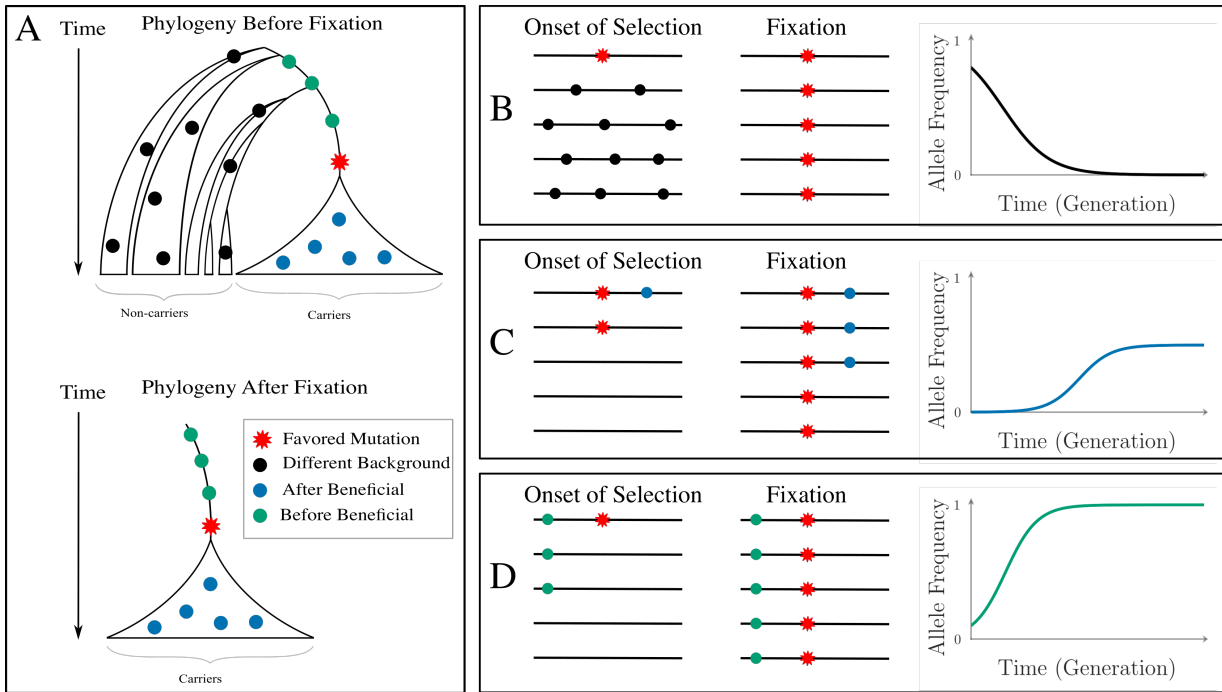 A
Time
Phylogeny Before Fixation
Non-carriers
Carriers
Time
Phylogeny After Fixation
Favored Mutation
Different Background
After Beneficial
Before Beneficial
Carriers
B
Onset of Selection
Fixation
Allele Frequency
1
0
Time (Generation)
C
Onset of Selection
Fixation
Allele Frequency
1
0
Time (Generation)
D
Onset of Selection
Fixation
Allele Frequency
1
0
Time (Generation)